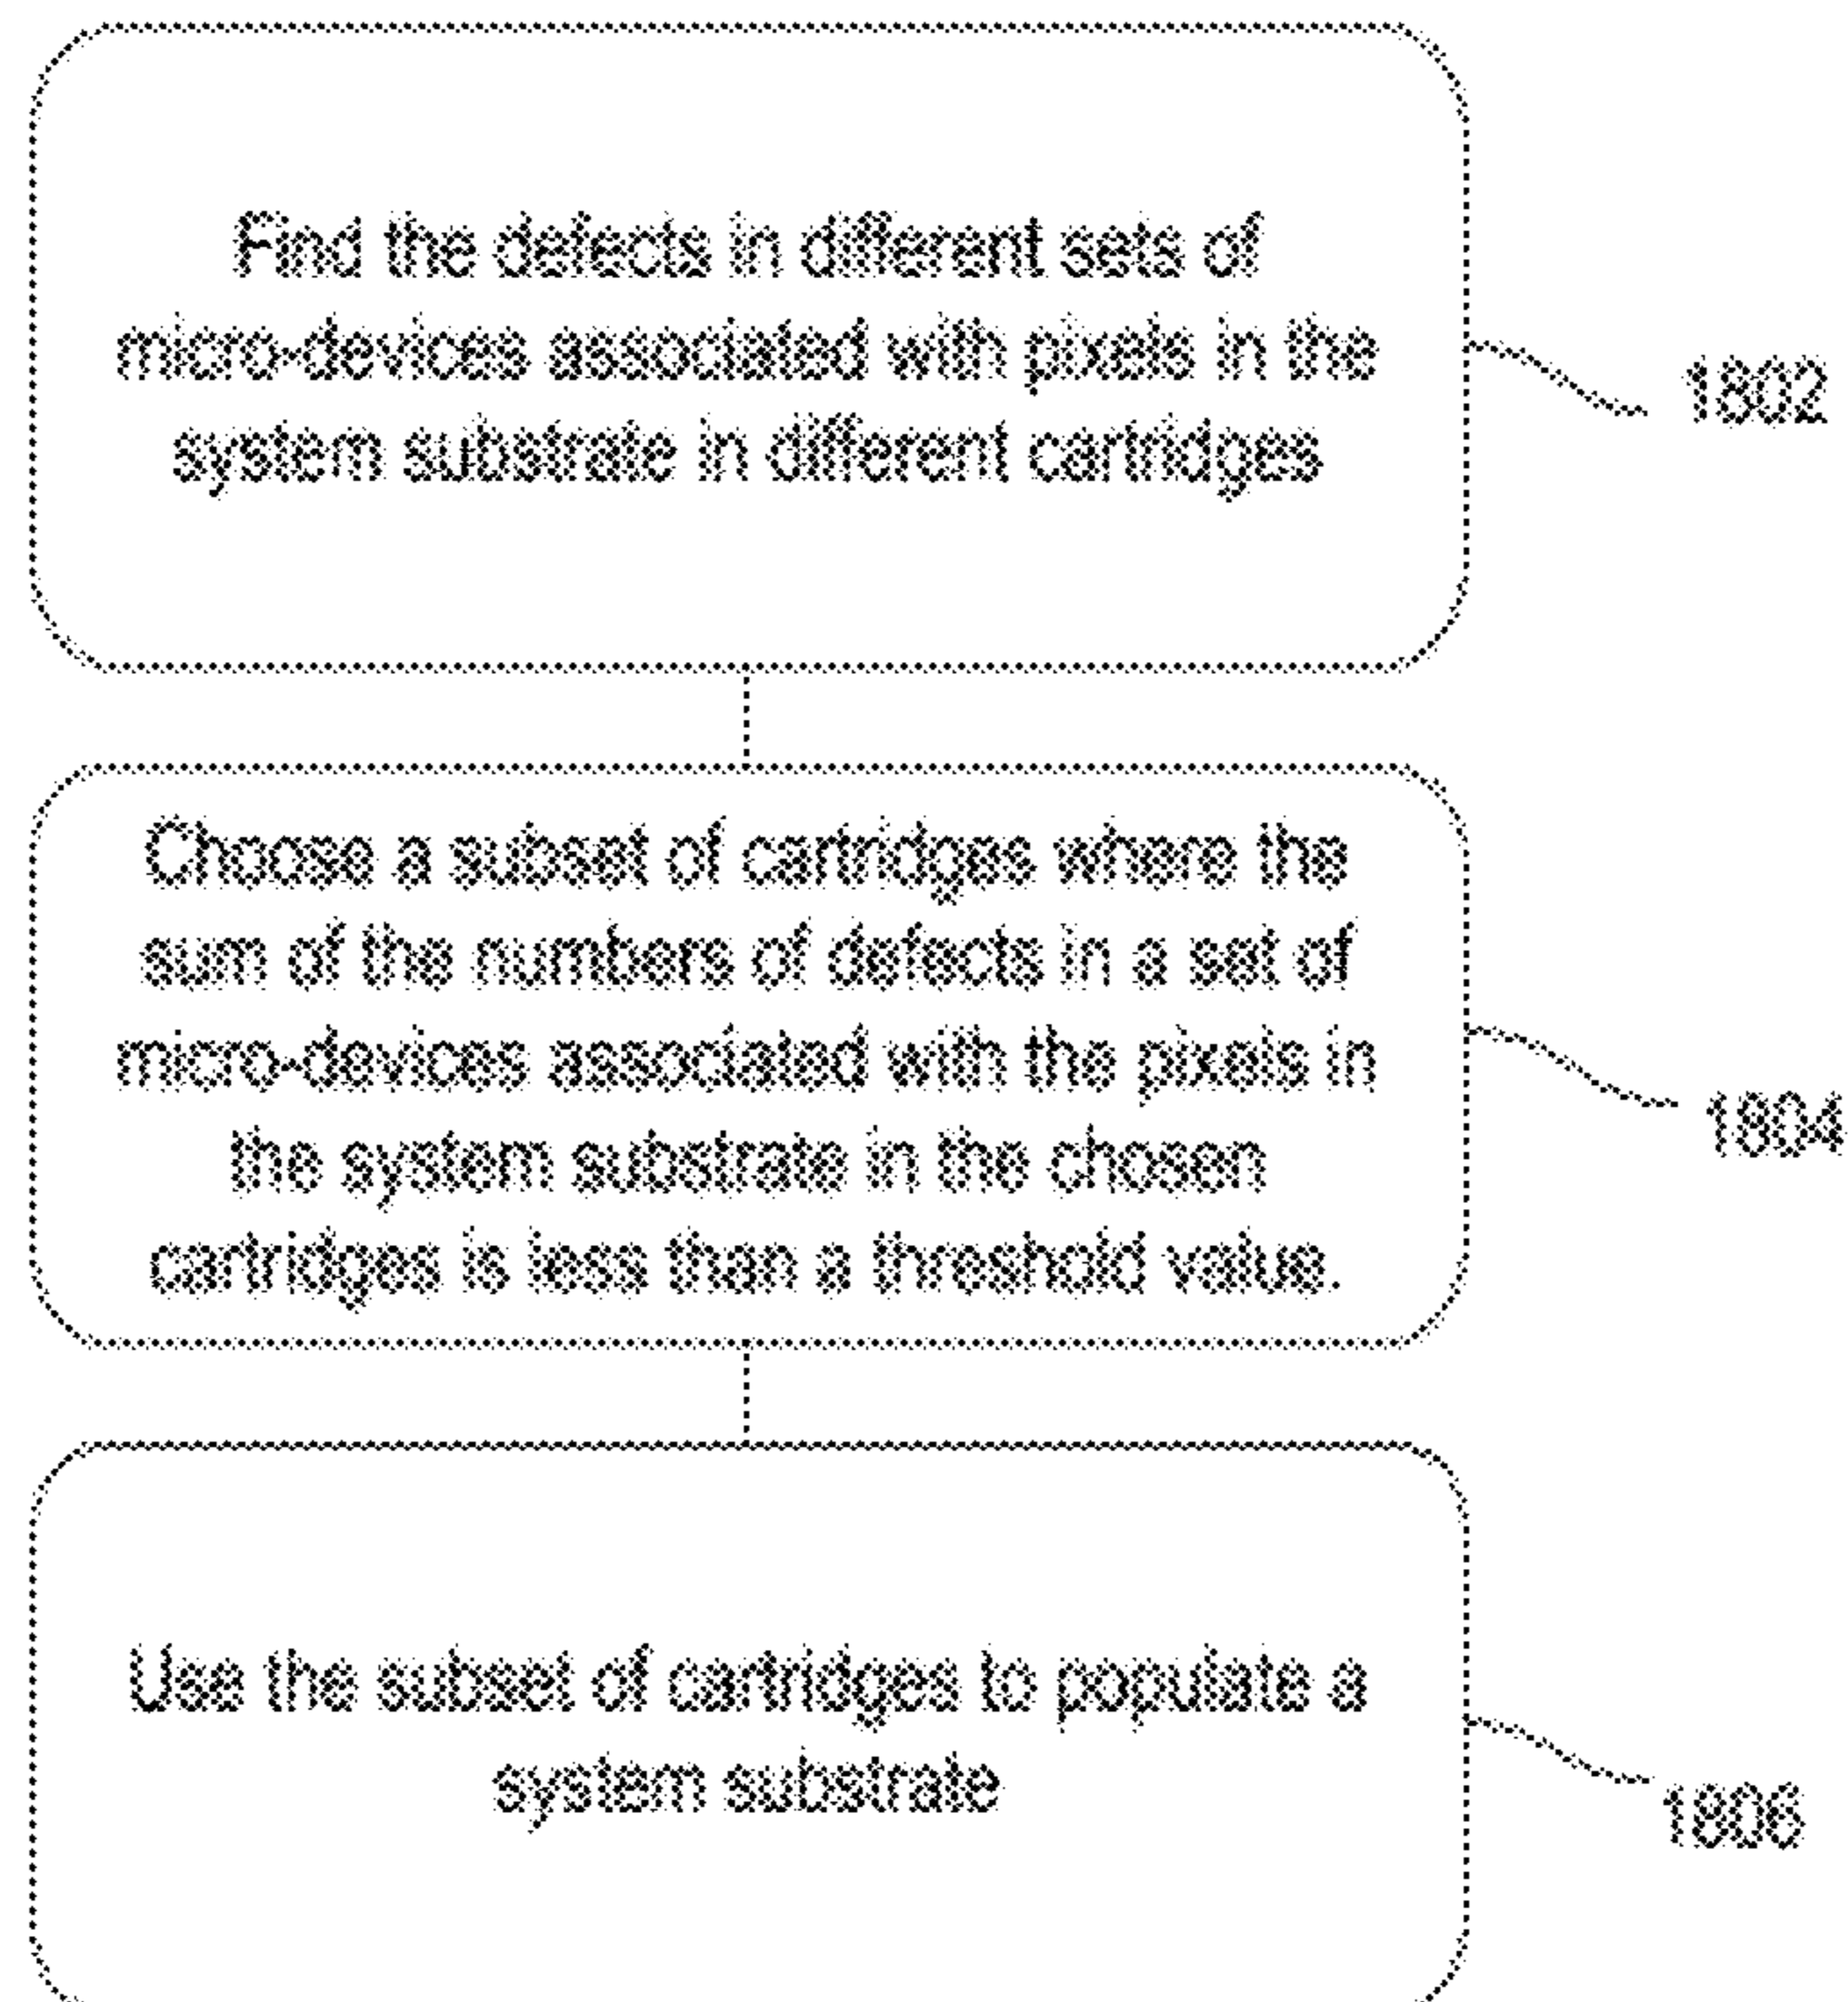 Find the defects in different sets of
micro-devices associated with pixels in the
system substrate in different cartridges
1802
Choose a subset of cartridges where the
sum of the numbers of defects in a set of
micro-devices associated with the pixels in
the system substrate in the chosen
cartridges is less than a threshold value.
1804
Use the subset of cartridges to populate a
system substrate
1806